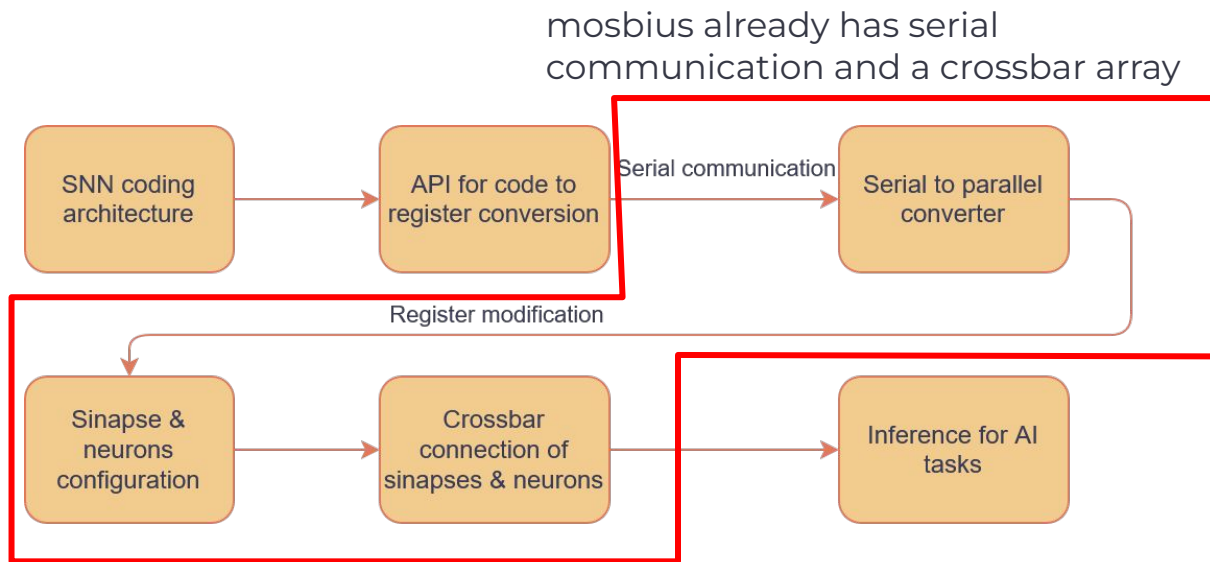 mosbius already has serial
communication and a crossbar array
SNN coding
architecture
API for code to
register conversion
Serial communication
Serial to parallel
converter
Register modification
Sinapse &
neurons
configuration
Crossbar
connection of
sinapses & neurons
Inference for AI
tasks